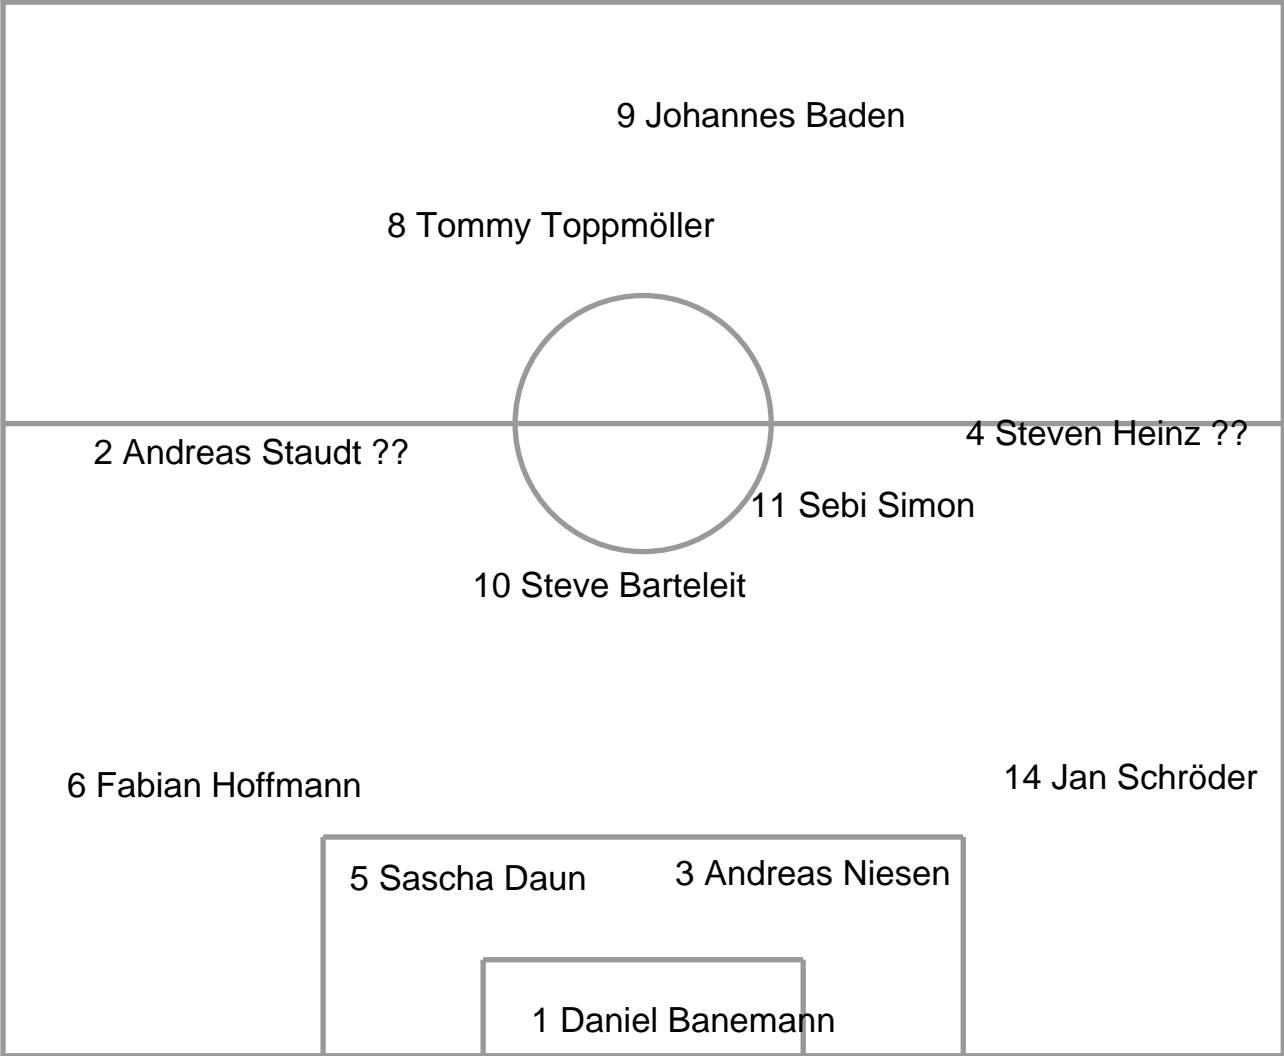 9 Johannes Baden
8 Tommy Toppmöller
4 Steven Heinz ??
2 Andreas Staudt ??
11 Sebi Simon
10 Steve Barteleit
14 Jan Schröder
6 Fabian Hoffmann
3 Andreas Niesen
5 Sascha Daun
1 Daniel Banemann